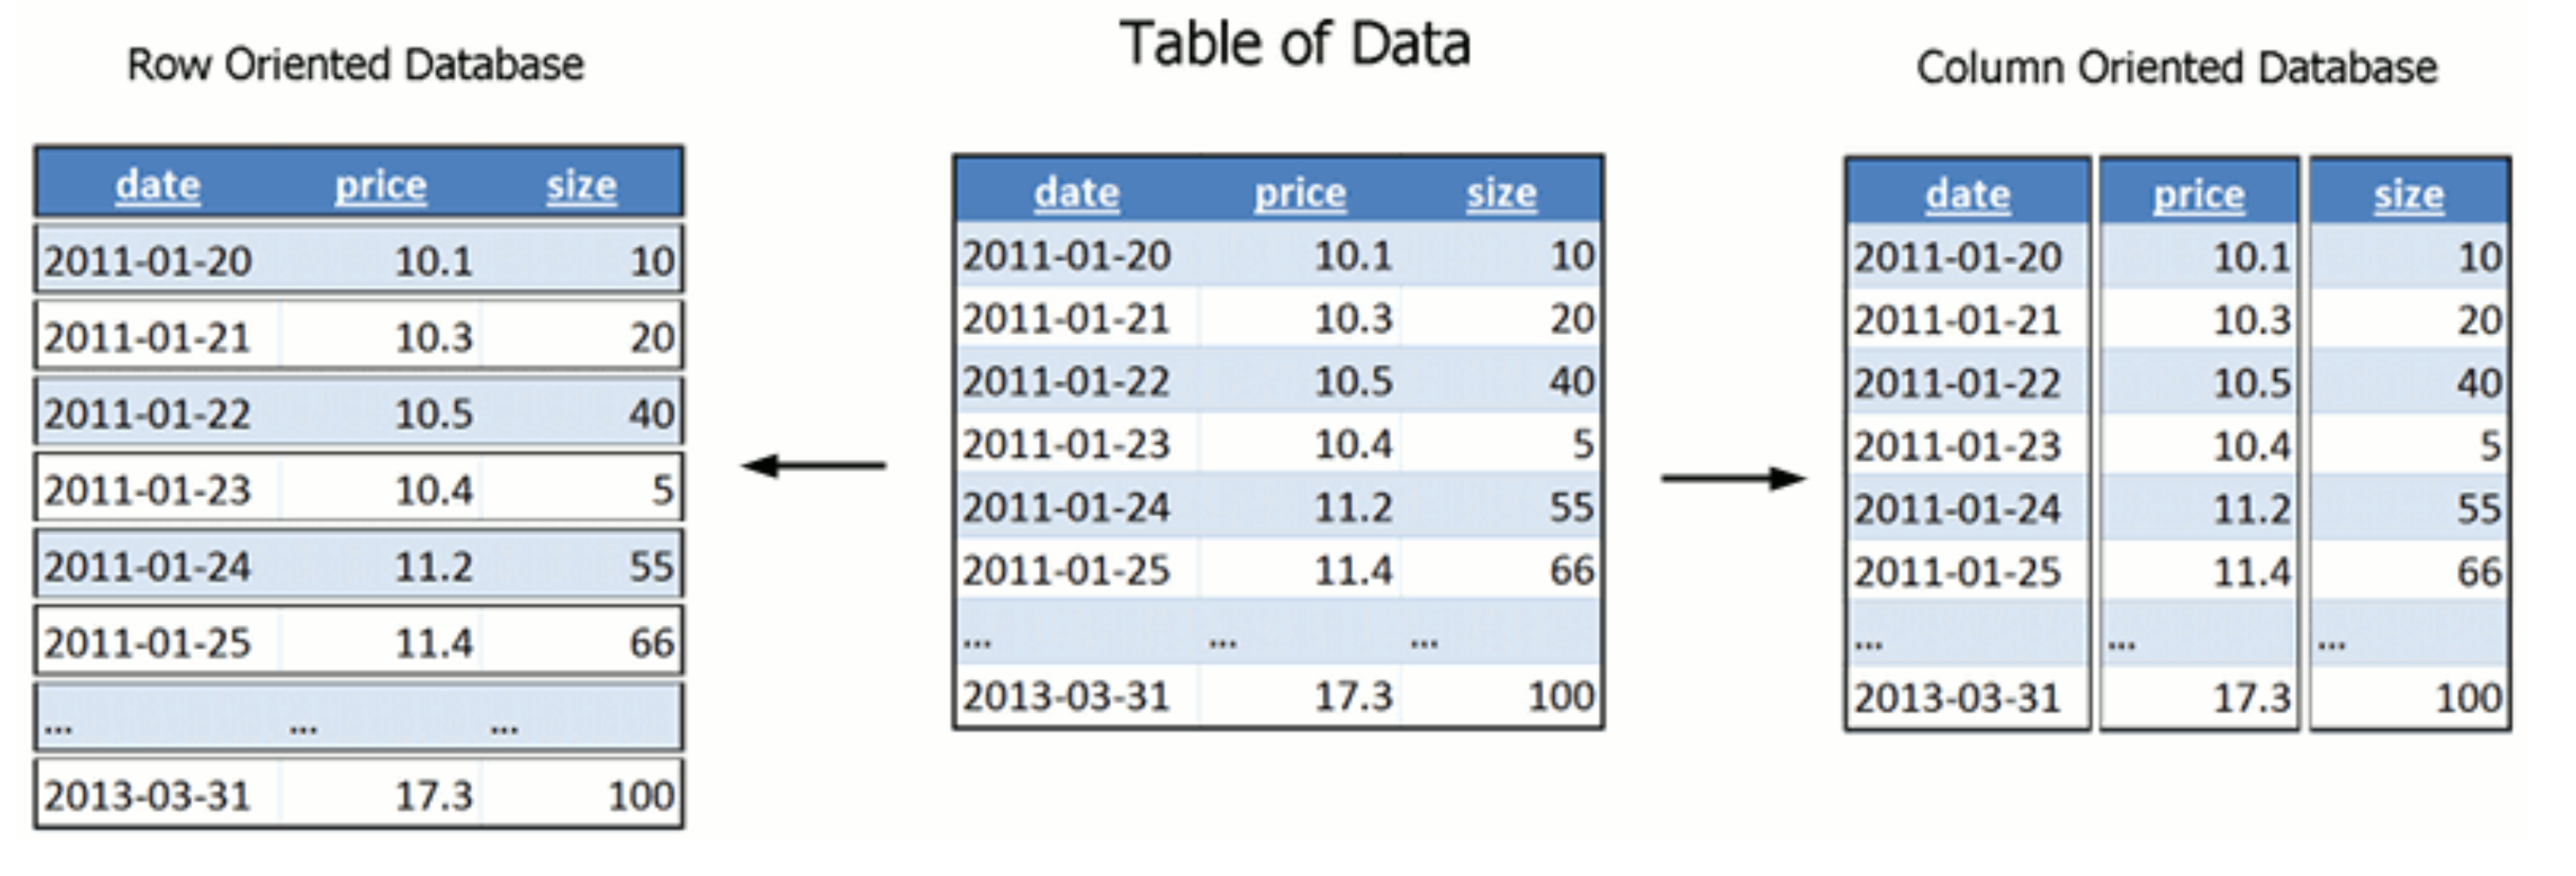 Row Oriented Database
date price size
2011-01-20 10.1 10
2011-01-21 10.3 20
2011-01-22 10.5 40
2011-01-23 10.4 5
2011-01-24 11.2 55
2011-01-25 11.4 66
... ... ...
2013-03-31 17.3 100
Table of Data
date price size
2011-01-20 10.1 10
2011-01-21 10.3 20
2011-01-22 10.5 40
2011-01-23 10.4 5
2011-01-24 11.2 55
2011-01-25 11.4 66
... ... ...
2013-03-31 17.3 100
Column Oriented Database
date price size
2011-01-20 10.1 10
2011-01-21 10.3 20
2011-01-22 10.5 40
2011-01-23 10.4 5
2011-01-24 11.2 55
2011-01-25 11.4 66
... ... ...
2013-03-31 17.3 100